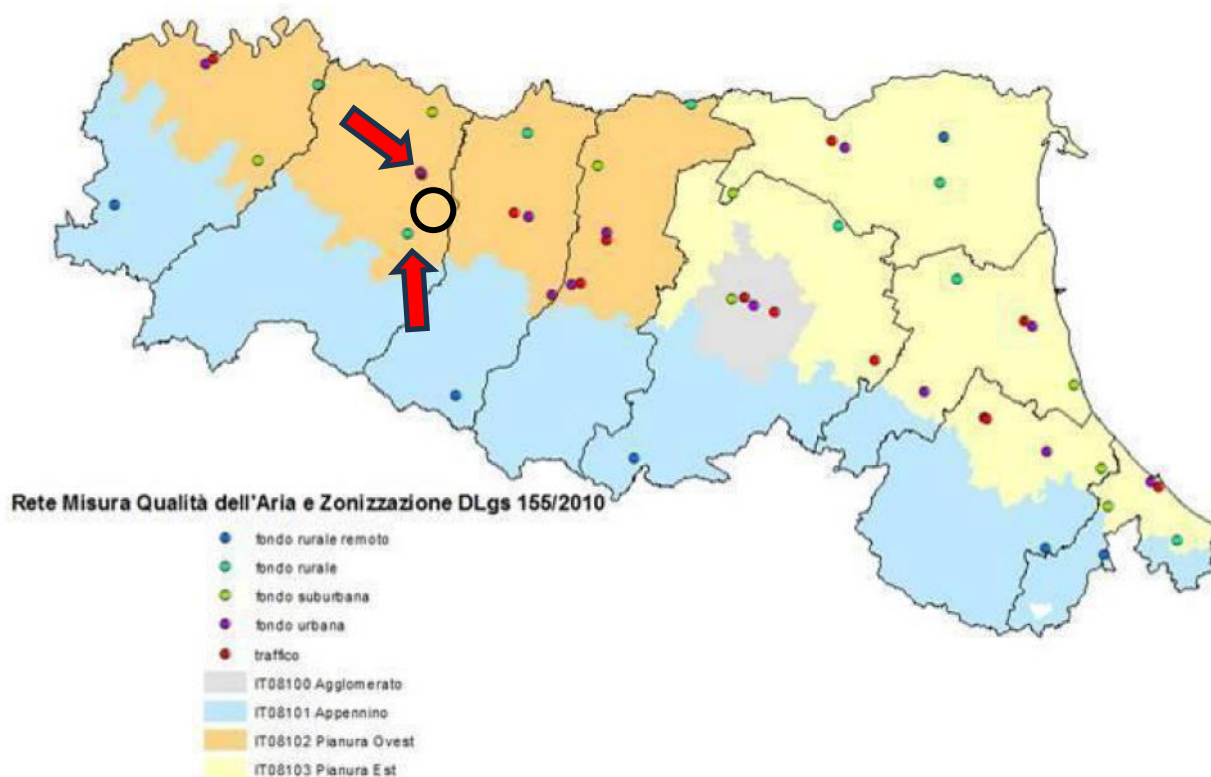 Rete Misura Qualità dell'Aria e Zonizzazione DLgs 155/2010
fondo rurale remoto
fondo rurale
fondo suburbana
fondo urbana
traffico
IT08100 Agglomerato
IT08101 Appennino
IT08102 Pianura Ovest
IT08103 Pianura Est